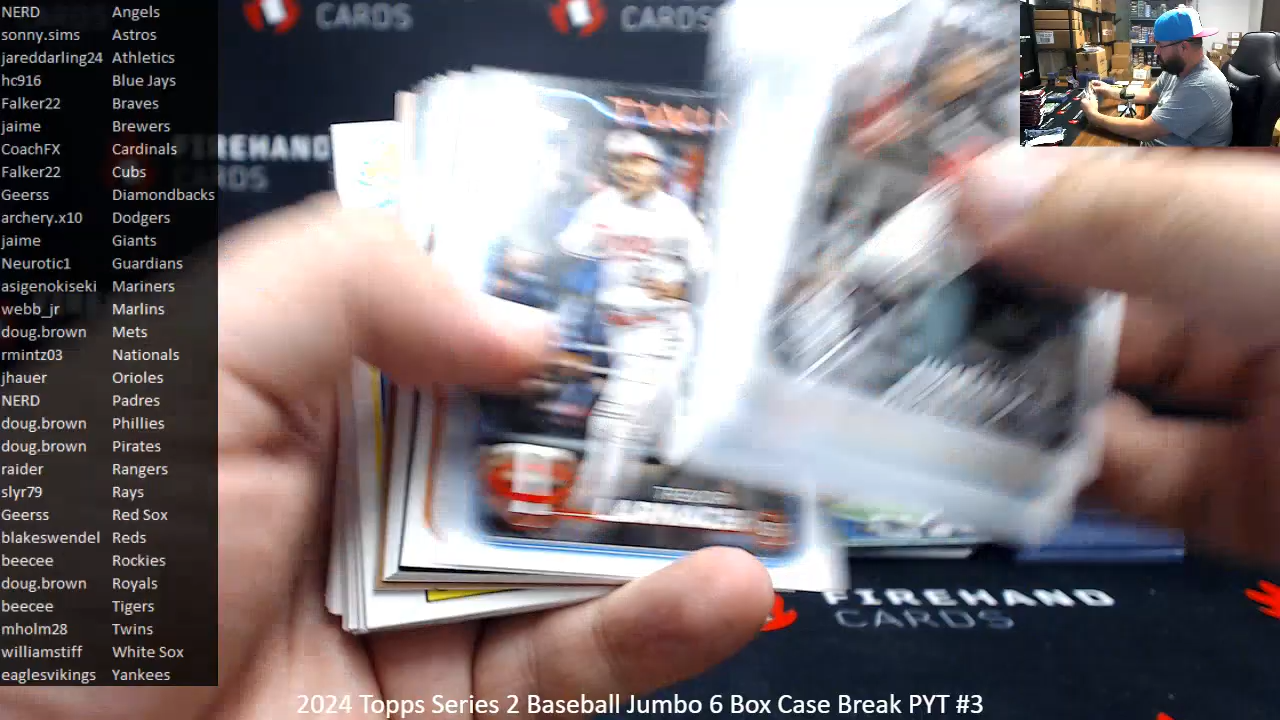 NERD Angels
sonny.sims Astros
jareddarling24 Athletics
hc916 Blue Jays
Falker22 Braves
jaime Brewers
CoachFX Cardinals
Falker22 Cubs
Geerss Diamondbacks
archery.x10 Dodgers
jaime Giants
Neurotic1 Guardians
asigenokiseki Mariners
webb_jr Marlins
doug.brown Mets
rmintz03 Nationals
jhauer Orioles
NERD Padres
doug.brown Phillies
doug.brown Pirates
raider Rangers
slyr79 Rays
Geerss Red Sox
blakeswendel Reds
beecee Rockies
doug.brown Royals
beecee Tigers
mholm28 Twins
williamstiff White Sox
eaglesvikings Yankees
CARDS
CARDS
FIREHAND
CARDS
TWINS
FIREHAND
CARDS
2024 Topps Series 2 Baseball Jumbo 6 Box Case Break PYT #3